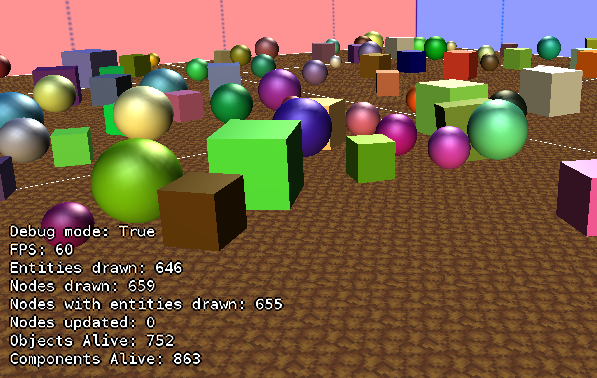 Debug mode: True
FPS: 60
Entities drawn: 646
Nodes drawn: 659
Nodes with entities drawn: 655
Nodes updated: 0
Objects Alive: 752
Components Alive: 863